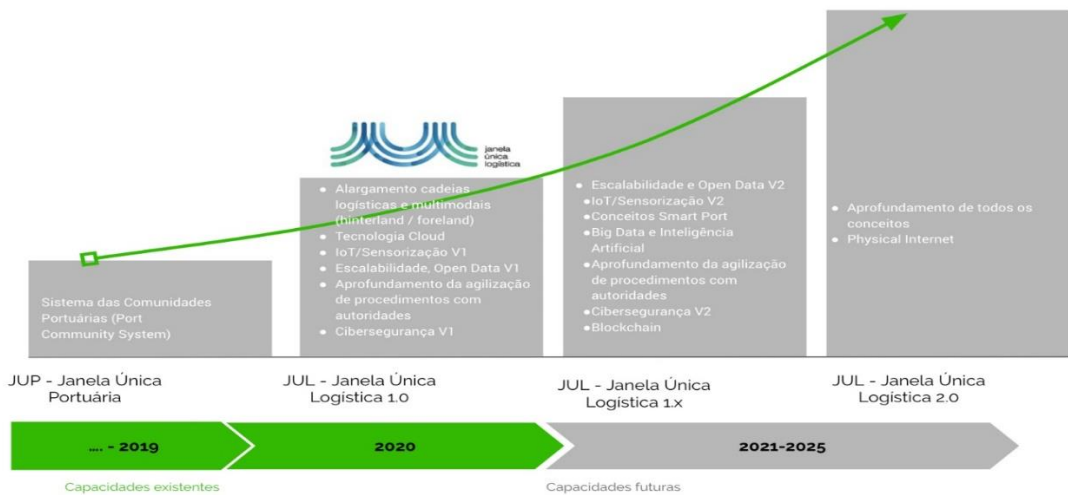 janela
única
logística
Sistema das Comunidades
Portuárias (Port
Community System)
• Alargamento cadeias
logísticas e multimodais
(hinterland / foreland)
• Tecnologia Cloud
• IoT/Sensorização V1
• Escalabilidade, Open Data V1
• Aprofundamento da agilização
de procedimentos com
autoridades
• Cibersegurança V1
• Escalabilidade e Open Data V2
•IoT/Sensorização V2
•Conceitos Smart Port
•Big Data e Inteligência
Artificial
•Aprofundamento da agilização
de procedimentos com
autoridades
•Cibersegurança V2
•Blockchain
• Aprofundamento de todos os
conceitos
• Physical Internet
JUP - Janela Única
Portuária
JUL - Janela Única
Logística 1.0
JUL - Janela Única
Logística 1.x
JUL - Janela Única
Logística 2.0
.... - 2019
2020
2021-2025
Capacidades existentes
Capacidades futuras